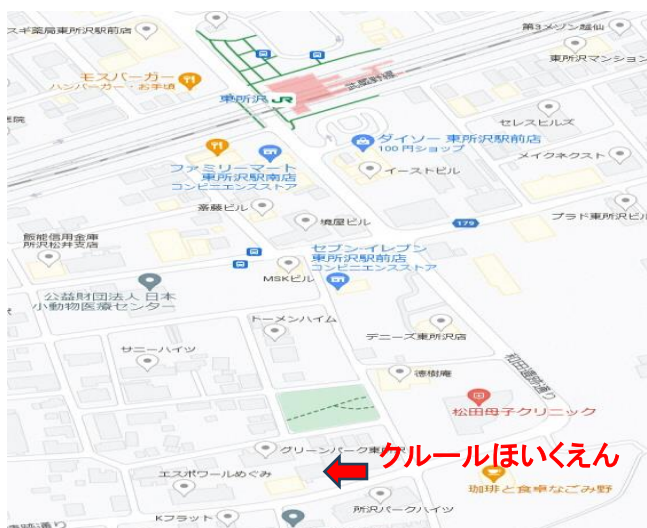 スギ薬局東所沢駅前店
第3メゾン越仙
東所沢マンション
モスバーガー
ハンバーガー・お手頃
武蔵野線
東所沢 JR
医院
セレスヒルズ
ダイソー 東所沢駅前店
100 円ショップ
メイクネクスト
ファミリーマート
東所沢駅南店
コンビニエンスストア
イーストビル
斎藤ビル
境屋ビル
179
プラド東所沢ビル
飯能信用金庫
所沢松井支店
セブン-イレブン
東所沢駅前店
コンビニエンスストア
MSKビル
公益財団法人 日本
小動物医療センター
トーメンハイム
デニーズ東所沢店
サニーハイツ
和田遺跡通り
徳樹庵
松田母子クリニック
グリーンパーク東所沢
クルールほいくえん
エスポワールめぐみ
珈琲と食卓なごみ野
所沢パークハイツ
Kフラット